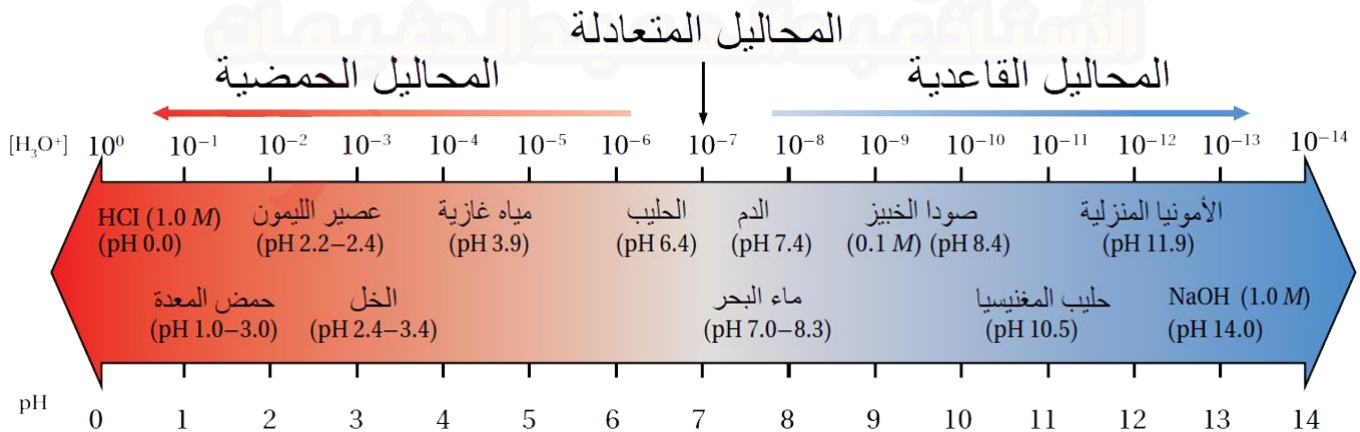 الأستاذ عبد الحميد الدغيمات
المحاليل المتعادلة
المحاليل الحمضية
المحاليل القاعدية
[H₃O⁺] 10⁰ 10⁻¹ 10⁻² 10⁻³ 10⁻⁴ 10⁻⁵ 10⁻⁶ 10⁻⁷ 10⁻⁸ 10⁻⁹ 10⁻¹⁰ 10⁻¹¹ 10⁻¹² 10⁻¹³ 10⁻¹⁴
HCl (1.0 M)
(pH 0.0)
عصير الليمون
(pH 2.2–2.4)
مياه غازية
(pH 3.9)
الحليب
(pH 6.4)
الدم
(pH 7.4)
صودا الخبيز
(0.1 M) (pH 8.4)
الأمونيا المنزلية
(pH 11.9)
حمض المعدة
(pH 1.0–3.0)
الخل
(pH 2.4–3.4)
ماء البحر
(pH 7.0–8.3)
حليب المغنيسيا
(pH 10.5)
NaOH (1.0 M)
(pH 14.0)
pH 0 1 2 3 4 5 6 7 8 9 10 11 12 13 14